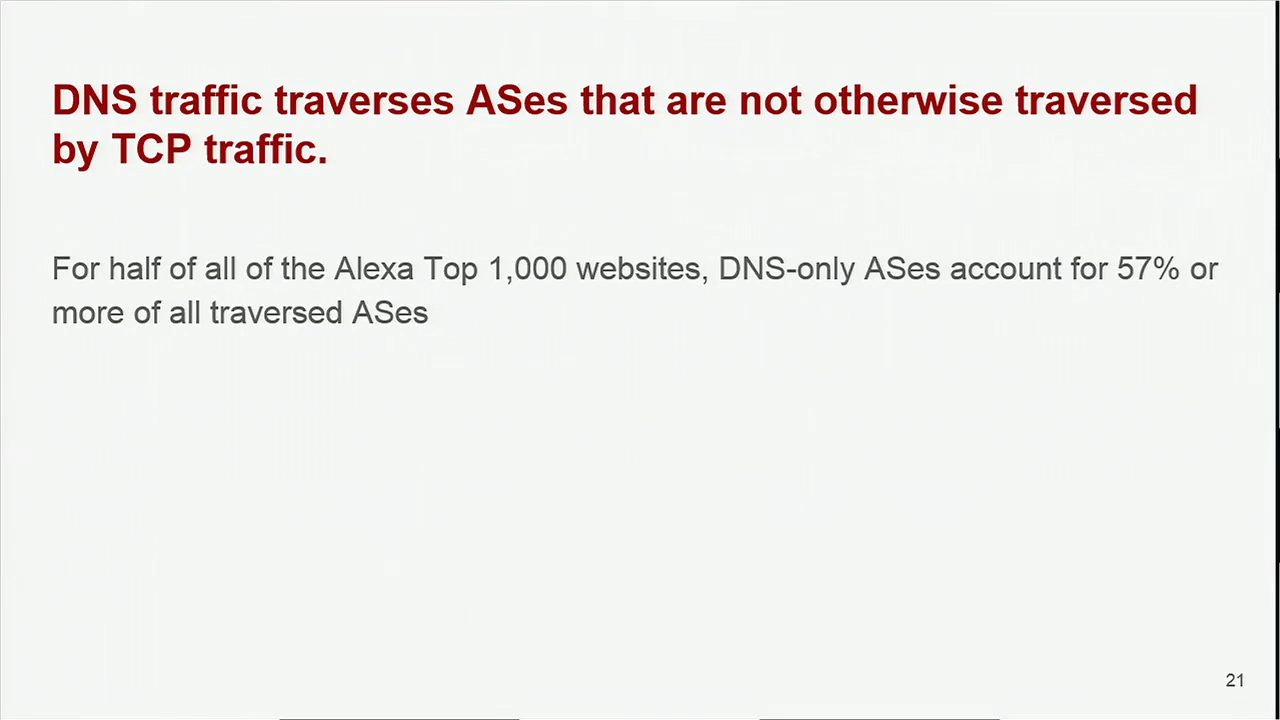 DNS traffic traverses ASes that are not otherwise traversed
by TCP traffic.
For half of all of the Alexa Top 1,000 websites, DNS-only ASes account for 57% or
more of all traversed ASes
21